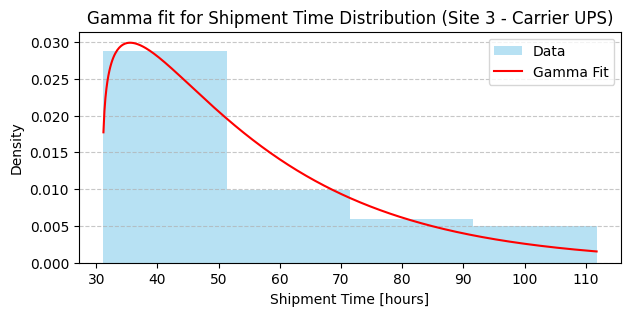 Gamma fit for Shipment Time Distribution (Site 3 - Carrier UPS)
Data
Gamma Fit
Density
0.030
0.025
0.020
0.015
0.010
0.005
0.000
30 40 50 60 70 80 90 100 110
Shipment Time [hours]